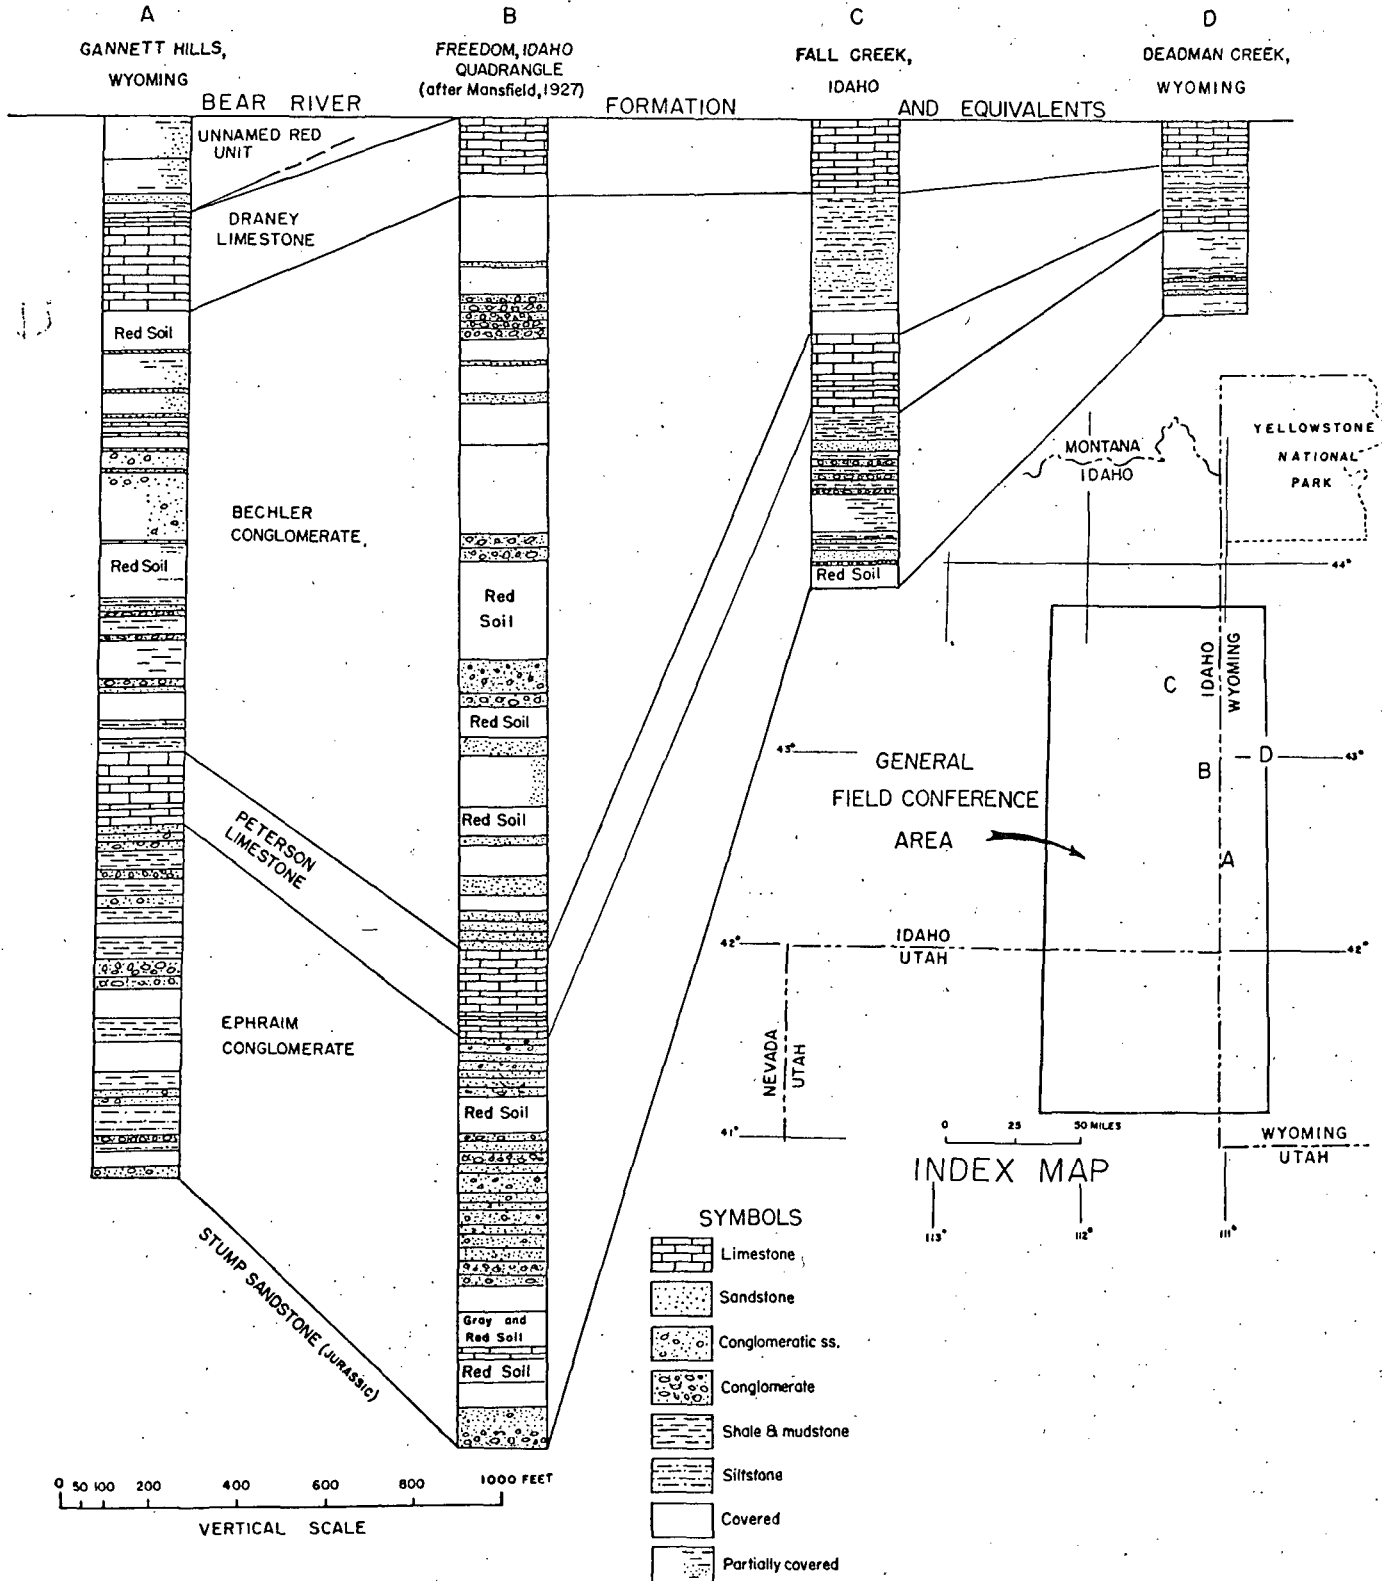 A
GANNETT HILLS,
WYOMING
B
FREEDOM, IDAHO
QUADRANGLE
(after Mansfield, 1927)
C
FALL CREEK,
IDAHO
D
DEADMAN CREEK,
WYOMING
BEAR RIVER FORMATION AND EQUIVALENTS
UNNAMED RED
UNIT
DRANEY
LIMESTONE
Red Soil
BECHLER
CONGLOMERATE
Red Soil
PETERSON
LIMESTONE
EPHRAIM
CONGLOMERATE
STUMP SANDSTONE (JURASSIC)
Red
Soil
Red Soil
Red Soil
Red Soil
Gray and
Red Soil
Red Soil
Red Soil
0 50 100 200 400 600 800 1000 FEET
VERTICAL SCALE
YELLOWSTONE
NATIONAL
PARK
MONTANA
IDAHO
44°
IDAHO
WYOMING
C
43°
D
43°
B
GENERAL
FIELD CONFERENCE
AREA
A
42°
IDAHO
UTAH
42°
NEVADA
UTAH
41°
0 25 50 MILES
WYOMING
UTAH
INDEX MAP
113° 112° 111°
SYMBOLS
Limestone
Sandstone
Conglomeratic ss.
Conglomerate
Shale & mudstone
Siltstone
Covered
Partially covered